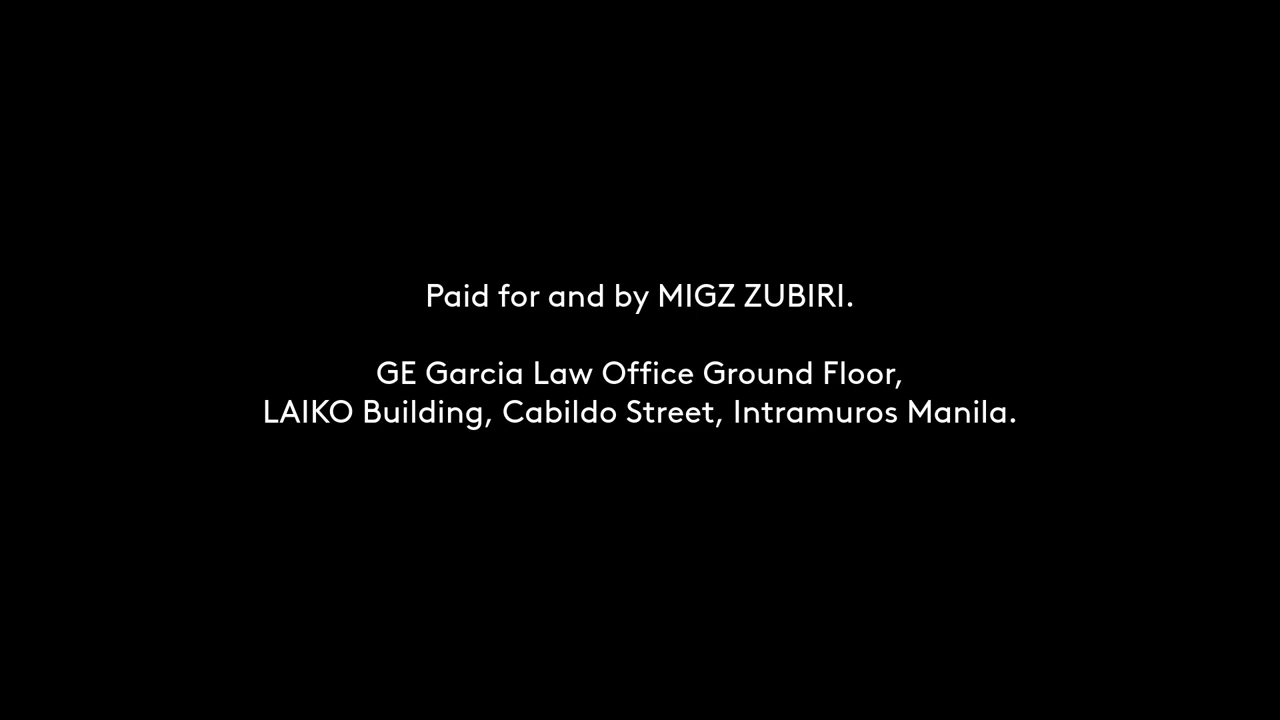 Paid for and by MIGZ ZUBIRI.
GE Garcia Law Office Ground Floor,
LAIKO Building, Cabildo Street, Intramuros Manila.